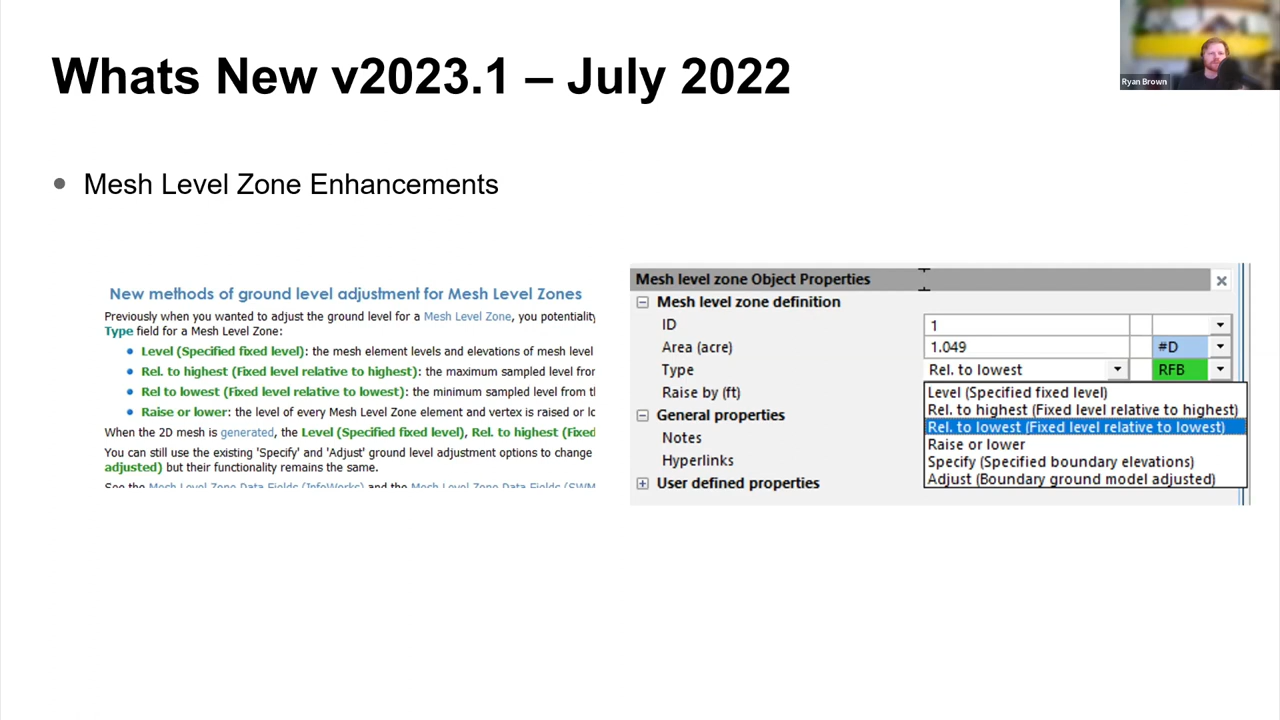 Whats New v2023.1 – July 2022
Ryan Brown
Mesh Level Zone Enhancements
New methods of ground level adjustment for Mesh Level Zones
Previously when you wanted to adjust the ground level for a Mesh Level Zone, you potentiality
Type field for a Mesh Level Zone:
Level (Specified fixed level): the mesh element levels and elevations of mesh level
Rel. to highest (Fixed level relative to highest): the maximum sampled level from
Rel to lowest (Fixed level relative to lowest): the minimum sampled level from th
Raise or lower: the level of every Mesh Level Zone element and vertex is raised or lo
When the 2D mesh is generated, the Level (Specified fixed level), Rel. to highest (Fixed
You can still use the existing 'Specify' and 'Adjust' ground level adjustment options to change
adjusted) but their functionality remains the same.
See the Mesh Level Zone Data Fields (InfoWorks) and the Mesh Level Zone Data Fields (SWM
Mesh level zone Object Properties
Mesh level zone definition
ID 1
Area (acre) 1.049 #D
Type Rel. to lowest RFB
Raise by (ft)
General properties
Notes
Hyperlinks
User defined properties
Level (Specified fixed level)
Rel. to highest (Fixed level relative to highest)
Rel. to lowest (Fixed level relative to lowest)
Raise or lower
Specify (Specified boundary elevations)
Adjust (Boundary ground model adjusted)